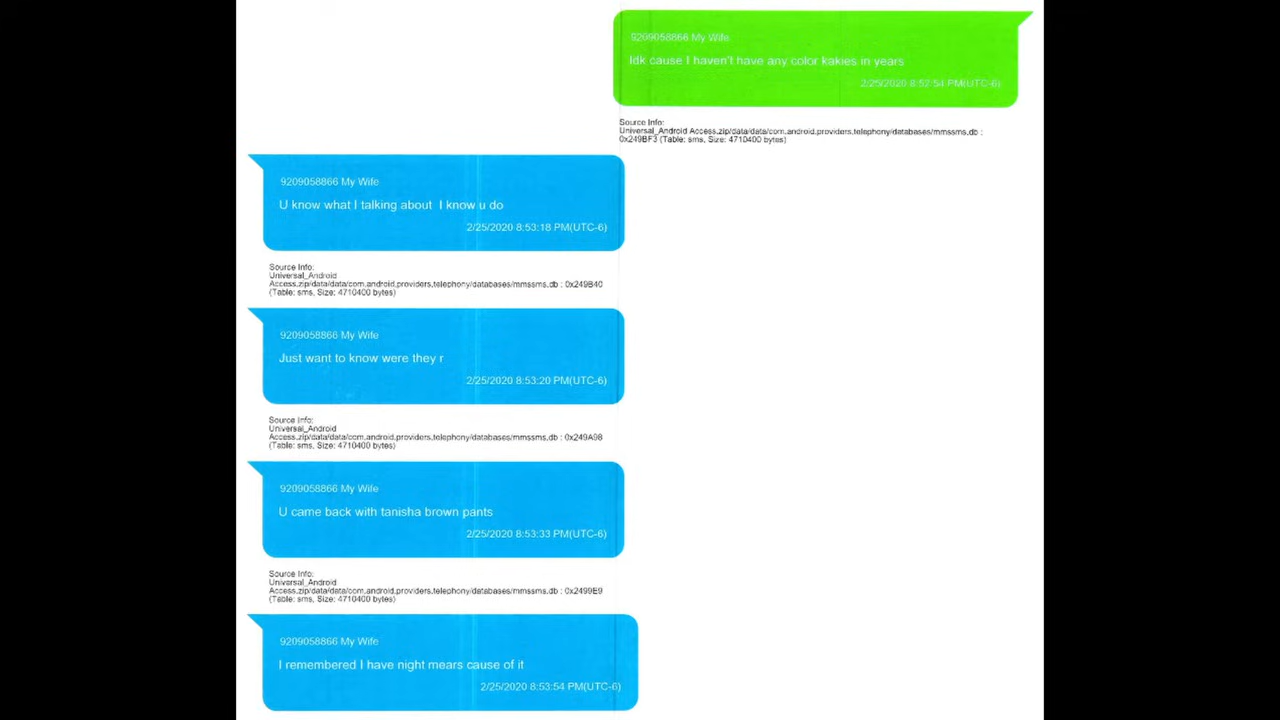 9209058866 My Wife
Idk cause I haven't have any color kakies in years
2/25/2020 8:52:54 PM(UTC-6)
Source Info:
Universal_Android Access.zip/data/data/com.android.providers.telephony/databases/mmssms.db :
0x249BF3 (Table: sms, Size: 4710400 bytes)
9209058866 My Wife
U know what I talking about  I know u do
2/25/2020 8:53:18 PM(UTC-6)
Source Info:
Universal_Android
Access.zip/data/data/com.android.providers.telephony/databases/mmssms.db : 0x249B40
(Table: sms, Size: 4710400 bytes)
9209058866 My Wife
Just want to know were they r
2/25/2020 8:53:20 PM(UTC-6)
Source Info:
Universal_Android
Access.zip/data/data/com.android.providers.telephony/databases/mmssms.db : 0x249A98
(Table: sms, Size: 4710400 bytes)
9209058866 My Wife
U came back with tanisha brown pants
2/25/2020 8:53:33 PM(UTC-6)
Source Info:
Universal_Android
Access.zip/data/data/com.android.providers.telephony/databases/mmssms.db : 0x2499E9
(Table: sms, Size: 4710400 bytes)
9209058866 My Wife
I remembered I have night mears cause of it
2/25/2020 8:53:54 PM(UTC-6)